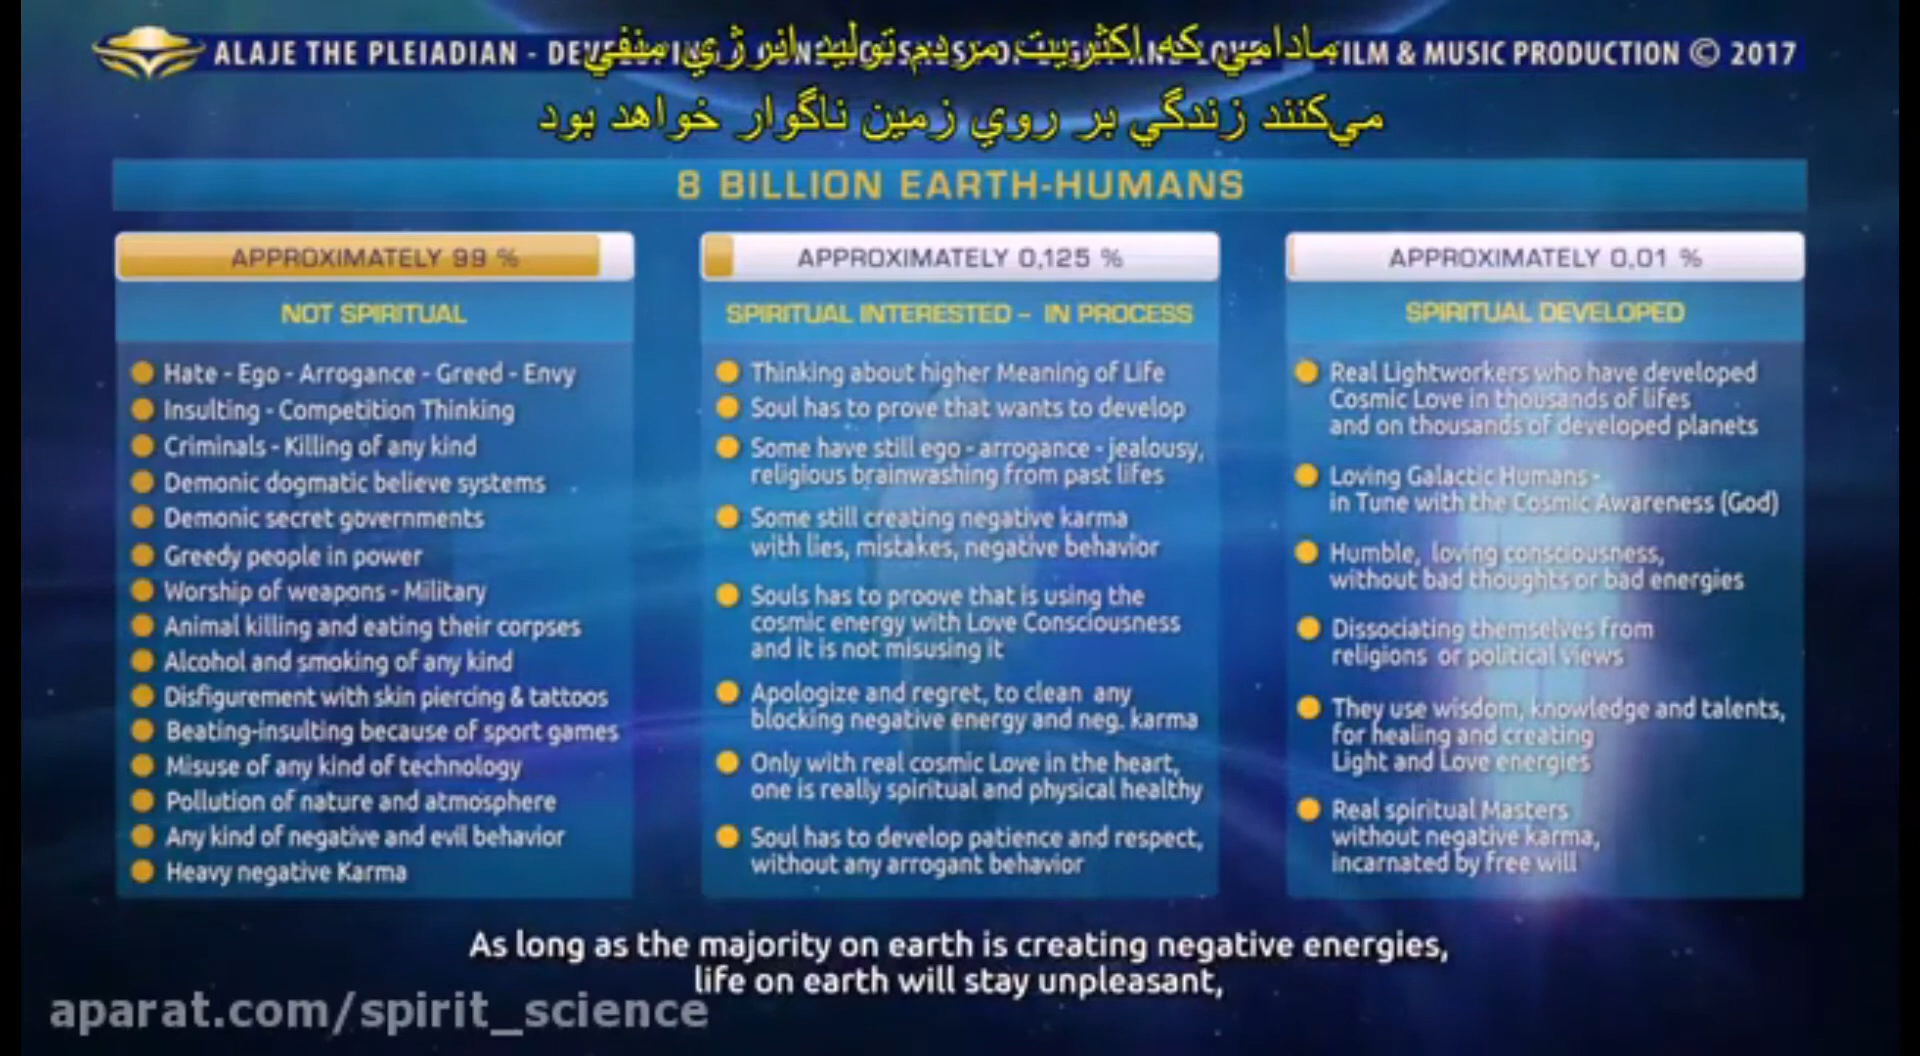 ALAJE THE PLEIADIAN - FILM & MUSIC PRODUCTION © 2017
مادامي که اکثريت مردم توليد انرژي منفي
مي‌کنند زندگي بر روي زمين ناگوار خواهد بود
8 BILLION EARTH-HUMANS
APPROXIMATELY 99 %
NOT SPIRITUAL
Hate - Ego - Arrogance - Greed - Envy
Insulting - Competition Thinking
Criminals - Killing of any kind
Demonic dogmatic believe systems
Demonic secret governments
Greedy people in power
Worship of weapons - Military
Animal killing and eating their corpses
Alcohol and smoking of any kind
Disfigurement with skin piercing & tattoos
Beating-insulting because of sport games
Misuse of any kind of technology
Pollution of nature and atmosphere
Any kind of negative and evil behavior
Heavy negative Karma
APPROXIMATELY 0,125 %
SPIRITUAL INTERESTED - IN PROCESS
Thinking about higher Meaning of Life
Soul has to prove that wants to develop
Some have still ego - arrogance - jealousy,
religious brainwashing from past lifes
Some still creating negative karma
with lies, mistakes, negative behavior
Souls has to proove that is using the
cosmic energy with Love Consciousness
and it is not misusing it
Apologize and regret, to clean any
blocking negative energy and neg. karma
Only with real cosmic Love in the heart,
one is really spiritual and physical healthy
Soul has to develop patience and respect,
without any arrogant behavior
APPROXIMATELY 0.01 %
SPIRITUAL DEVELOPED
Real Lightworkers who have developed
Cosmic Love in thousands of lifes
and on thousands of developed planets
Loving Galactic Humans -
in Tune with the Cosmic Awareness (God)
Humble, loving consciousness,
without bad thoughts or bad energies
Dissociating themselves from
religions or political views
They use wisdom, knowledge and talents,
for healing and creating
Light and Love energies
Real spiritual Masters
without negative karma,
incarnated by free will
As long as the majority on earth is creating negative energies,
life on earth will stay unpleasant,
aparat.com/spirit_science